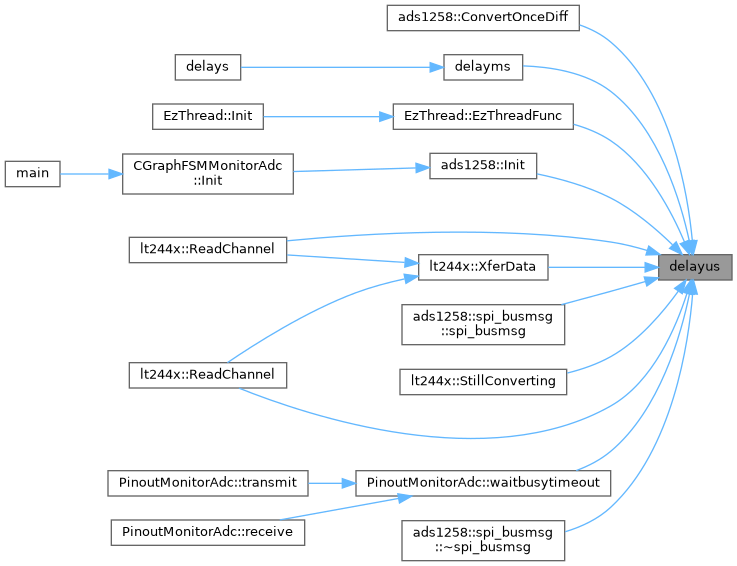 ads1258::ConvertOnceDiff
delays
delayms
EzThread::Init
EzThread::EzThreadFunc
main
CGraphFSMMonitorAdc
::Init
ads1258::Init
lt244x::ReadChannel
lt244x::XferData
delayus
ads1258::spi_busmsg
::spi_busmsg
lt244x::ReadChannel
lt244x::StillConverting
PinoutMonitorAdc::transmit
PinoutMonitorAdc::waitbusytimeout
PinoutMonitorAdc::receive
ads1258::spi_busmsg
::~spi_busmsg